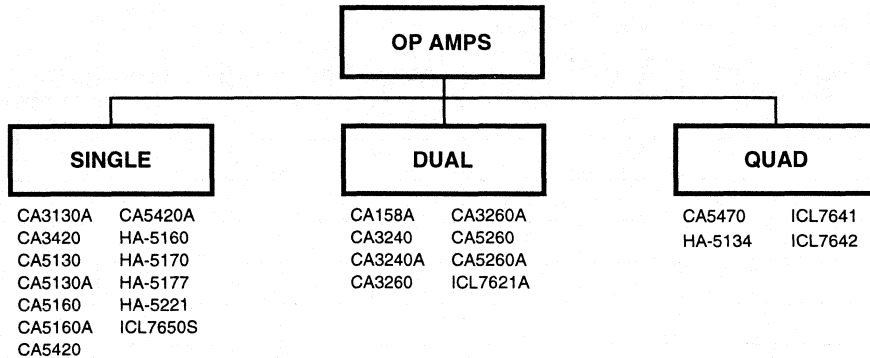 OP AMPS
SINGLE
CA3130A CA5420A
CA3420 HA-5160
CA5130 HA-5170
CA5130A HA-5177
CA5160 HA-5221
CA5160A ICL7650S
CA5420
DUAL
CA158A CA3260A
CA3240 CA5260
CA3240A CA5260A
CA3260 ICL7621A
QUAD
CA5470 ICL7641
HA-5134 ICL7642